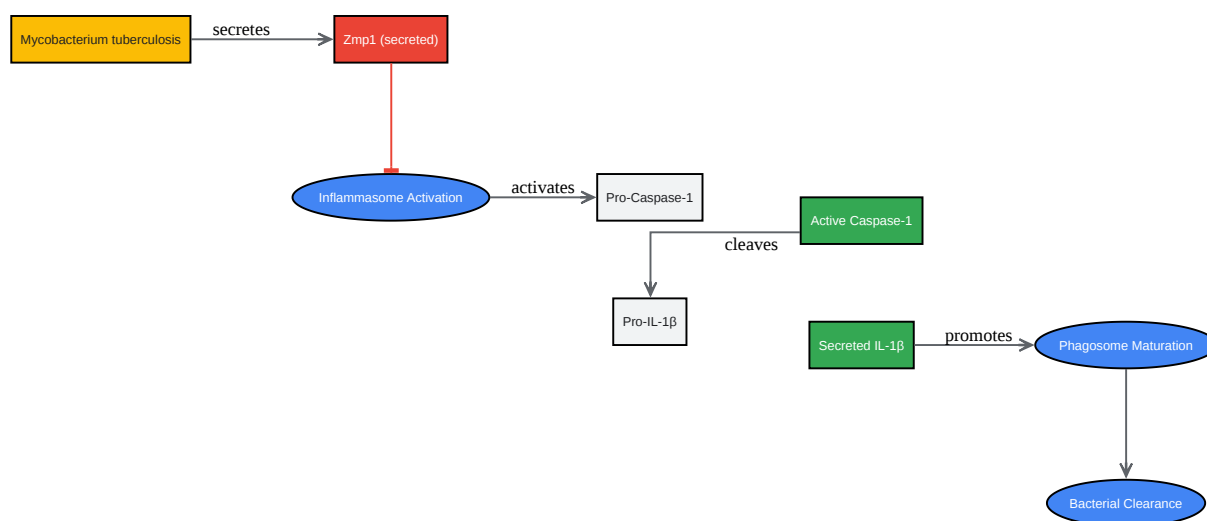 Mycobacterium tuberculosis
secretes
Zmp1 (secreted)
Inflammasome Activation
activates
Pro-Caspase-1
Active Caspase-1
cleaves
Pro-IL-1β
Secreted IL-1β
promotes
Phagosome Maturation
Bacterial Clearance